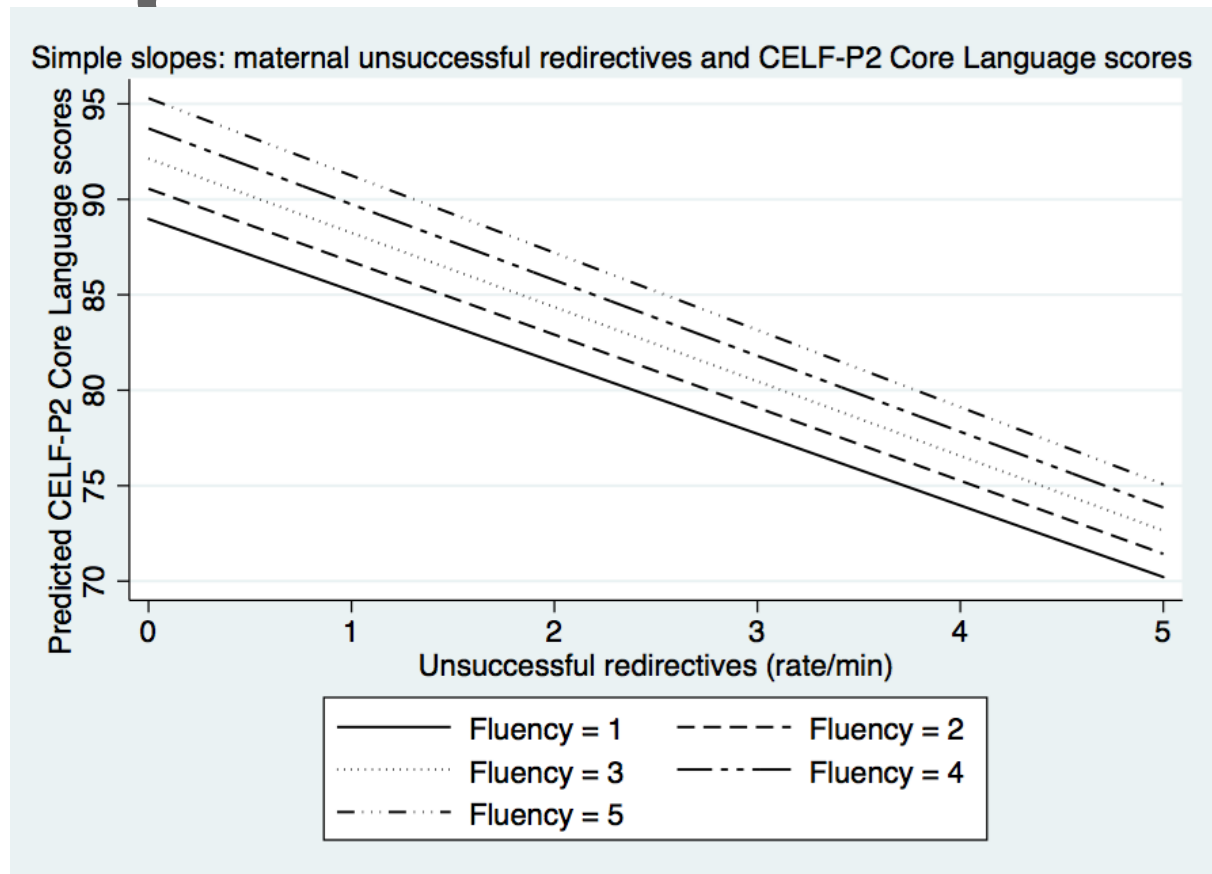 Simple slopes: maternal unsuccessful redirectives and CELF-P2 Core Language scores
Predicted CELF-P2 Core Language scores
95
90
85
80
75
70
0 1 2 3 4 5
Unsuccessful redirectives (rate/min)
Fluency = 1 Fluency = 2
Fluency = 3 Fluency = 4
Fluency = 5